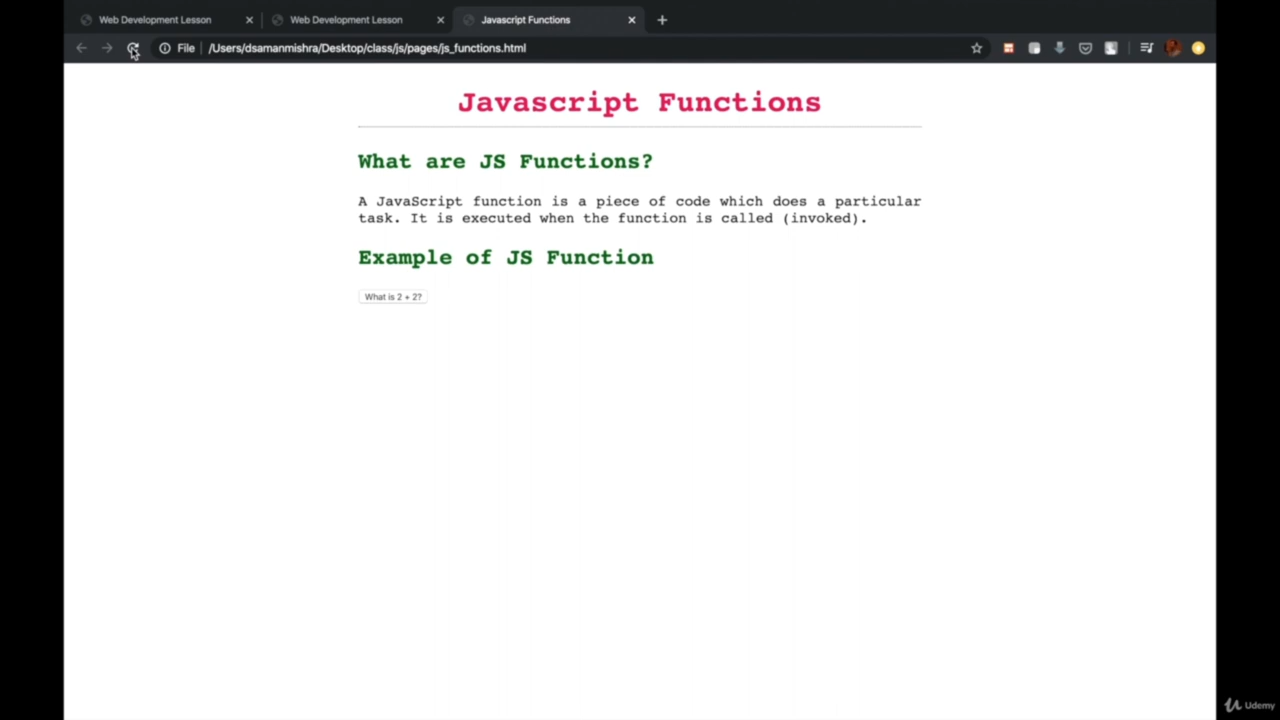 Web Development Lesson
Web Development Lesson
Javascript Functions
File
/Users/dsamanmishra/Desktop/class/js/pages/js_functions.html
Javascript Functions
What are JS Functions?
A JavaScript function is a piece of code which does a particular
task. It is executed when the function is called (invoked).
Example of JS Function
What is 2 + 2?
Udemy